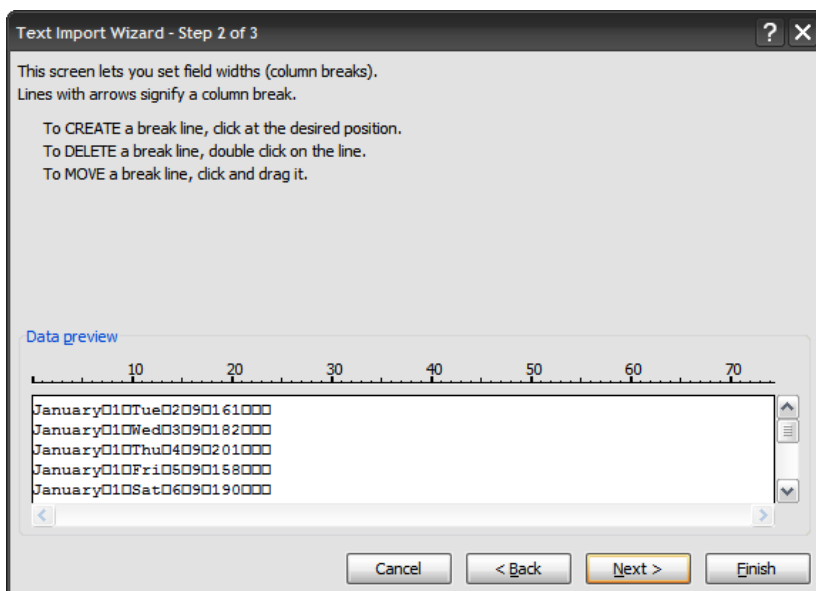 Text Import Wizard - Step 2 of 3
This screen lets you set field widths (column breaks).
Lines with arrows signify a column break.
To CREATE a break line, click at the desired position.
To DELETE a break line, double click on the line.
To MOVE a break line, click and drag it.
Data preview
10 20 30 40 50 60 70
January□1□Tue□2□9□161□□□
January□1□Wed□3□9□182□□□
January□1□Thu□4□9□201□□□
January□1□Fri□5□9□158□□□
January□1□Sat□6□9□190□□□
Cancel < Back Next > Finish